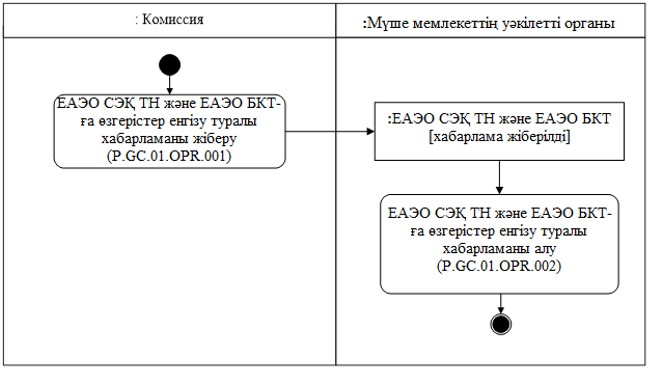 : Комиссия
:Мүше мемлекеттің уәкілетті органы
ЕАЭО СЭҚ ТН және ЕАЭО БКТ-
ға өзгерістер енгізу туралы
хабарламаны жіберу
(P.GC.01.OPR.001)
:ЕАЭО СЭҚ ТН және ЕАЭО БКТ
[хабарлама жіберілді]
ЕАЭО СЭҚ ТН және ЕАЭО БКТ-
ға өзгерістер енгізу туралы
хабарламаны алу
(P.GC.01.OPR.002)